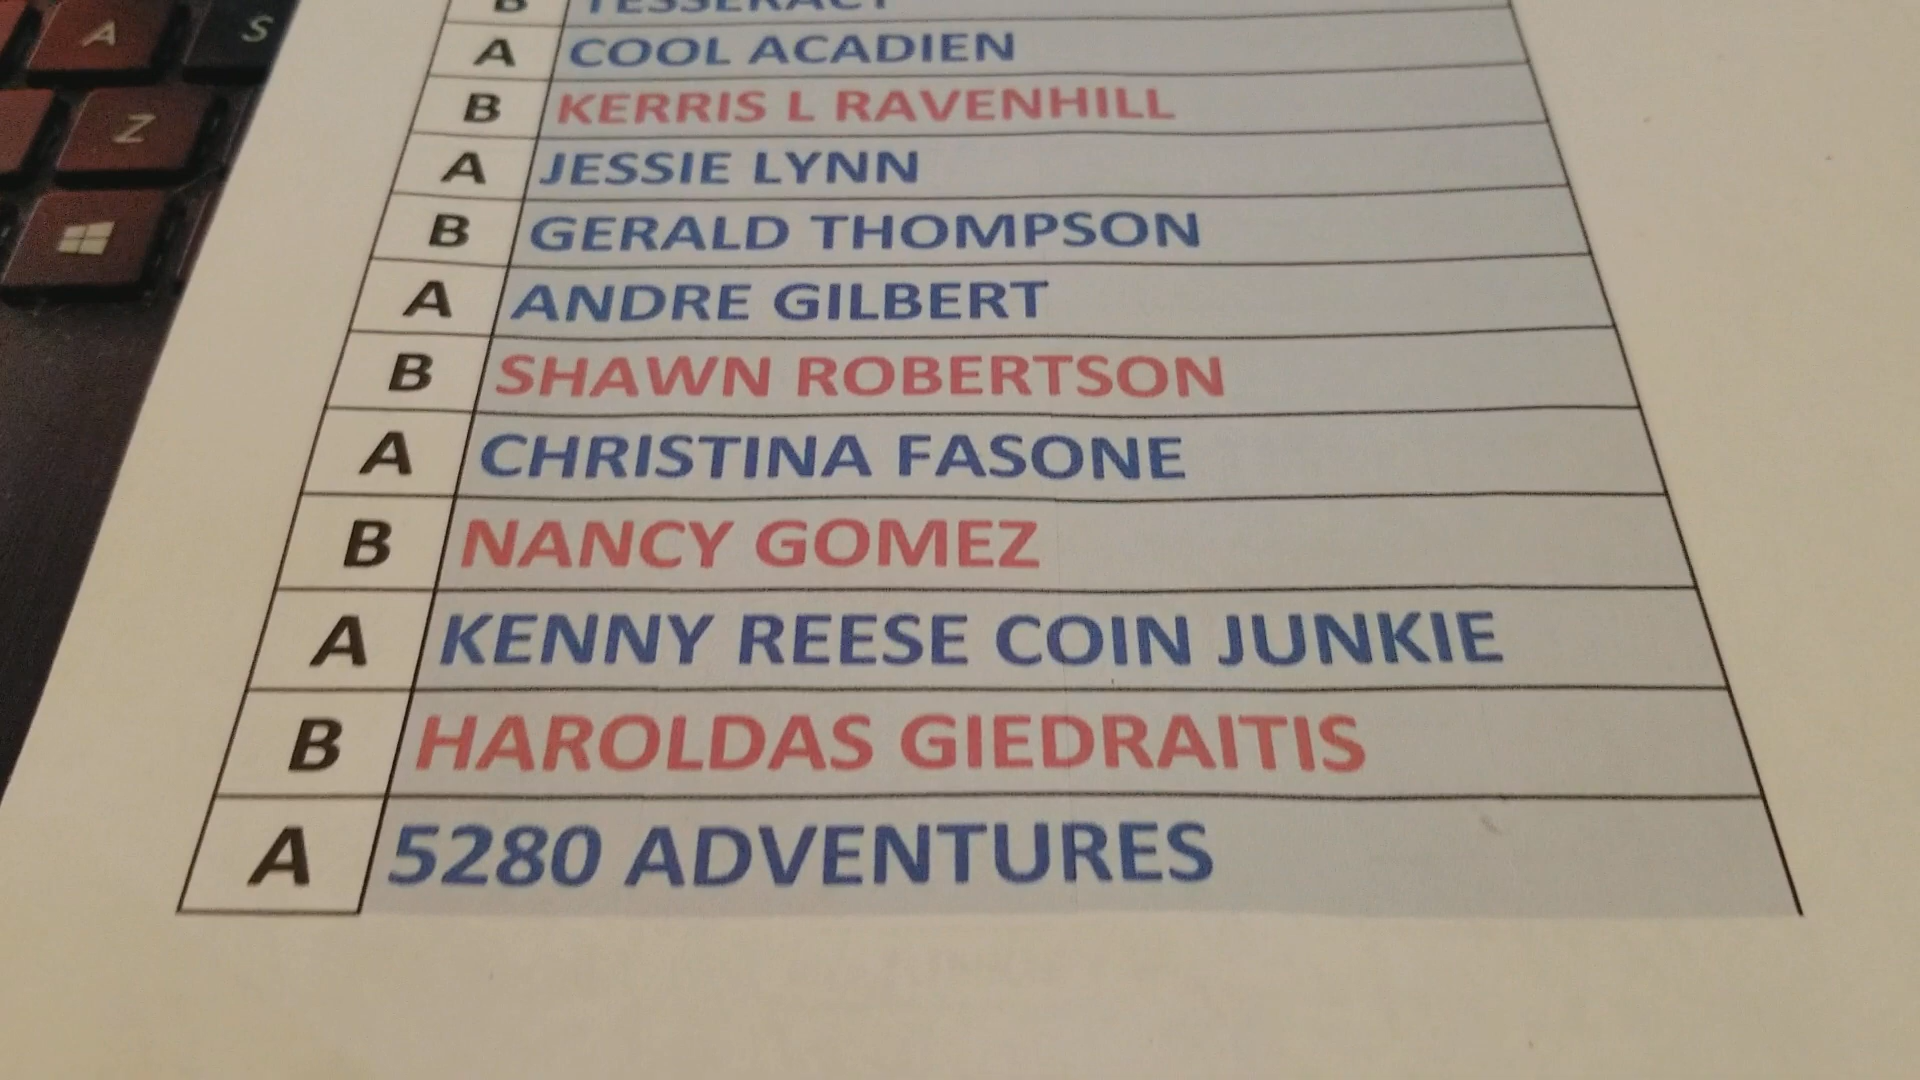 B TESSERACT
A COOL ACADIEN
B KERRIS L RAVENHILL
A JESSIE LYNN
B GERALD THOMPSON
A ANDRE GILBERT
B SHAWN ROBERTSON
A CHRISTINA FASONE
B NANCY GOMEZ
A KENNY REESE COIN JUNKIE
B HAROLDAS GIEDRAITIS
A 5280 ADVENTURES
A S
Z